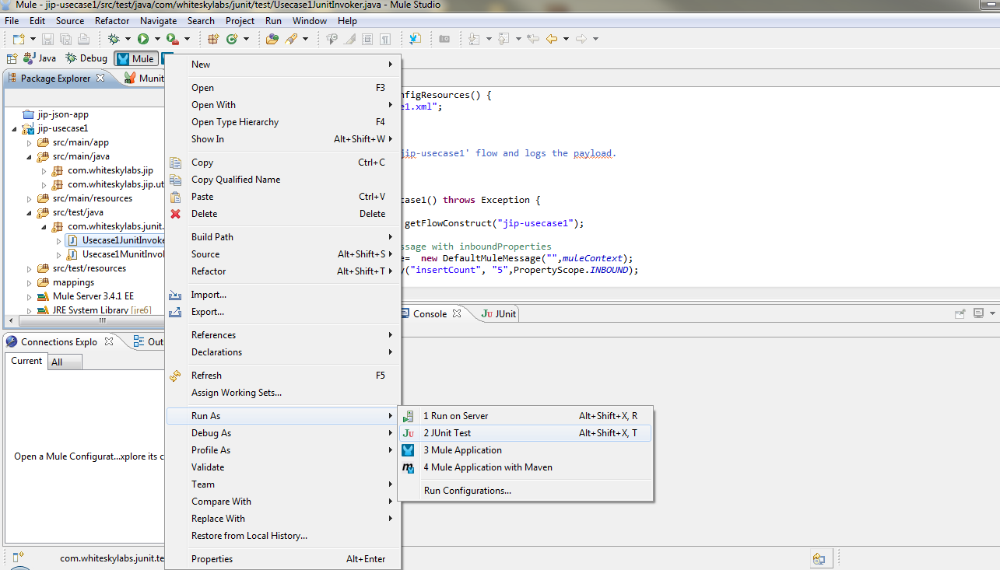 Mule - jip-usecase1/src/test/java/com/whiteskylabs/junit/test/Usecase1JunitInvoker.java - Mule Studio
File Edit Source Refactor Navigate Search Project Run Window Help
Java Debug Mule
Package Explorer Munit
jip-json-app
jip-usecase1
src/main/app
src/main/java
com.whiteskylabs.jip
com.whiteskylabs.jip.ut
src/main/resources
src/test/java
com.whiteskylabs.junit.
Usecase1JunitInvoke
Usecase1MunitInvol
src/test/resources
mappings
Mule Server 3.4.1 EE
JRE System Library [jre6]
Connections Explo Out
Current All
Open a Mule Configurat...xplore its c
com.whiteskylabs.junit.te
New
Open F3
Open With
Open Type Hierarchy F4
Show In Alt+Shift+W
Copy Ctrl+C
Copy Qualified Name
Paste Ctrl+V
Delete Delete
Build Path
Source Alt+Shift+S
Refactor Alt+Shift+T
Import...
Export...
References
Declarations
Refresh F5
Assign Working Sets...
Run As
Debug As
Profile As
Validate
Team
Compare With
Replace With
Restore from Local History...
Properties Alt+Enter
1 Run on Server Alt+Shift+X, R
2 JUnit Test Alt+Shift+X, T
3 Mule Application
4 Mule Application with Maven
Run Configurations...
nfigResources() {
e1.xml";
jip-usecase1' flow and logs the payload.
case1() throws Exception {
getFlowConstruct("jip-usecase1");
ssage with inboundProperties
e= new DefaultMuleMessage("",muleContext);
y("insertCount", "5",PropertyScope.INBOUND);
Console JUnit